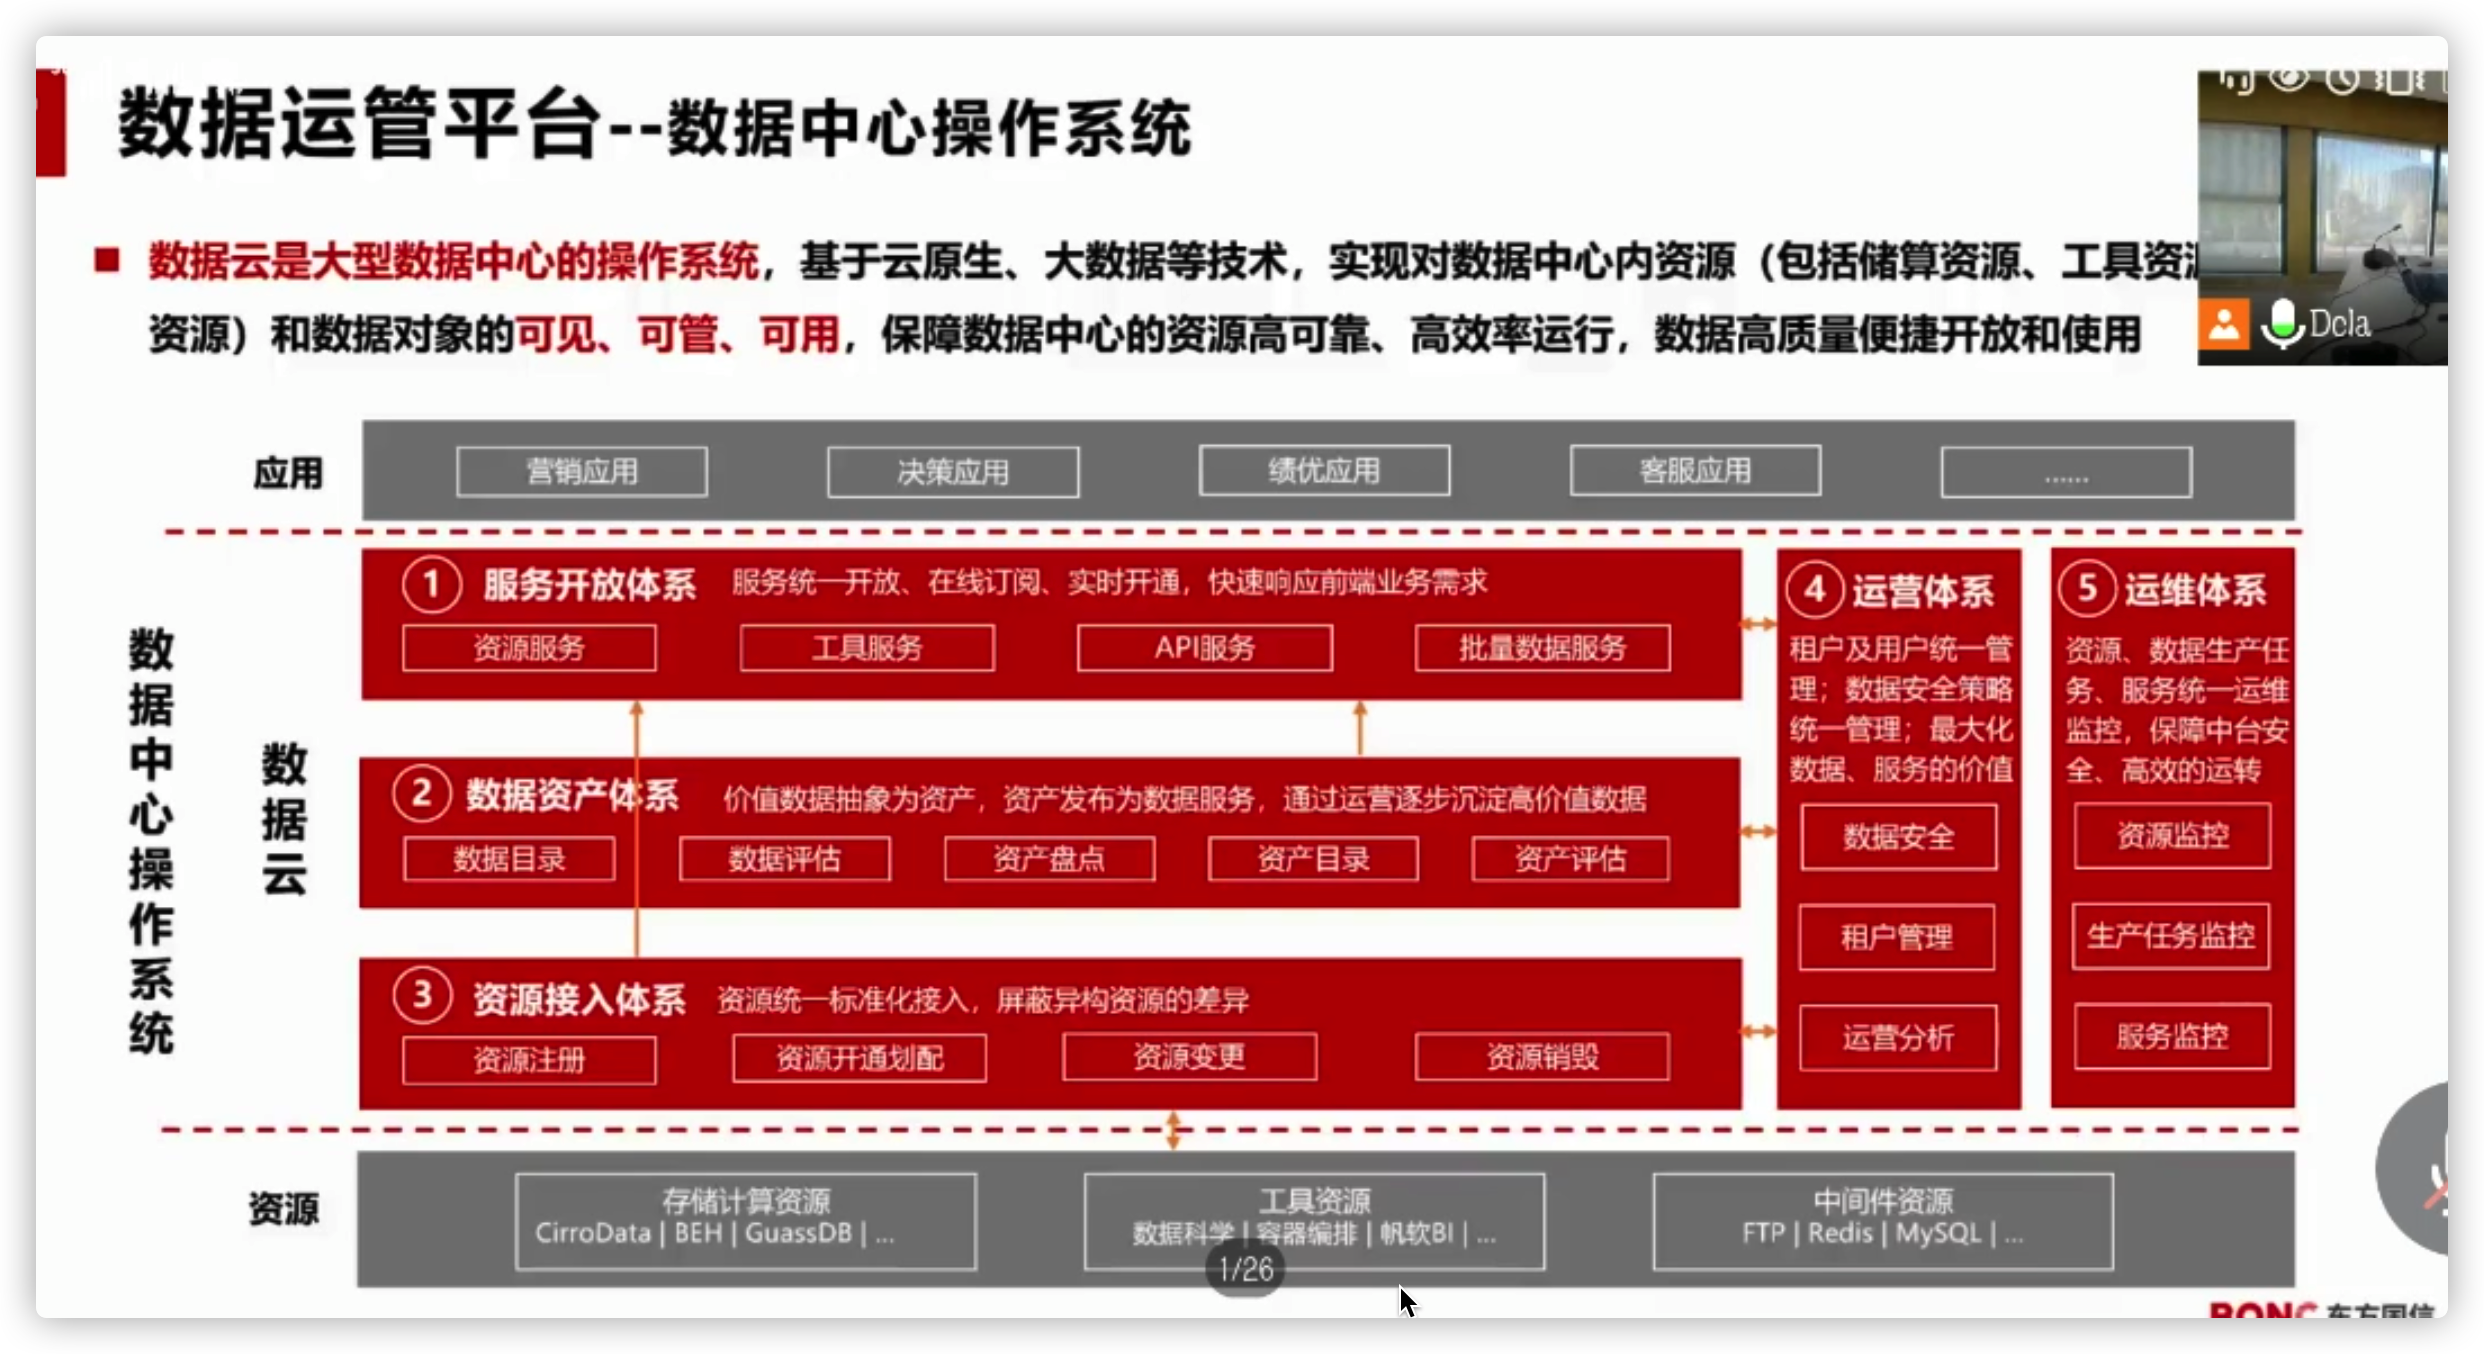 数据运管平台--数据中心操作系统
数据云是大型数据中心的操作系统，基于云原生、大数据等技术，实现对数据中心内资源（包括储算资源、工具资源
资源）和数据对象的可见、可管、可用，保障数据中心的资源高可靠、高效率运行，数据高质量便捷开放和使用
Dcla
应用
营销应用
决策应用
绩优应用
客服应用
......
数据中心操作系统
数据云
1 服务开放体系 服务统一开放、在线订阅、实时开通，快速响应前端业务需求
资源服务
工具服务
API服务
批量数据服务
2 数据资产体系 价值数据抽象为资产，资产发布为数据服务，通过运营逐步沉淀高价值数据
数据目录
数据评估
资产盘点
资产目录
资产评估
3 资源接入体系 资源统一标准化接入，屏蔽异构资源的差异
资源注册
资源开通划配
资源变更
资源销毁
4 运营体系
租户及用户统一管
理；数据安全策略
统一管理；最大化
数据、服务的价值
数据安全
租户管理
运营分析
5 运维体系
资源、数据生产任
务、服务统一运维
监控，保障中台安
全、高效的运转
资源监控
生产任务监控
服务监控
资源
存储计算资源
CirroData | BEH | GuassDB | ...
工具资源
数据科学 | 容器编排 | 帆软BI | ...
中间件资源
FTP | Redis | MySQL | ...
1/26
BONC 东方国信